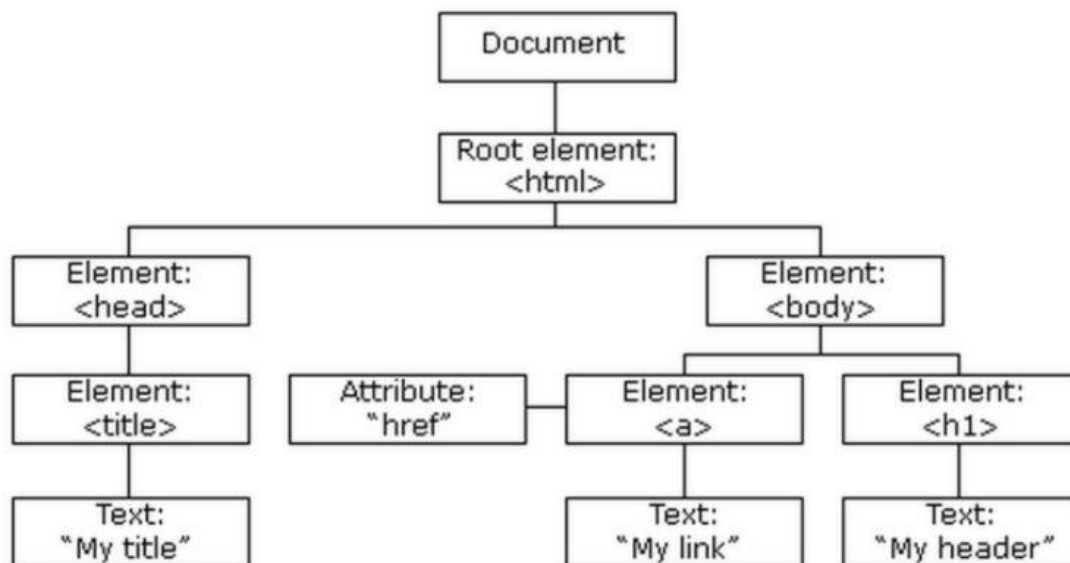 Document
Root element:
<html>
Element:
<head>
Element:
<body>
Element:
<title>
Attribute:
“href”
Element:
<a>
Element:
<h1>
Text:
“My title”
Text:
“My link”
Text:
“My header”